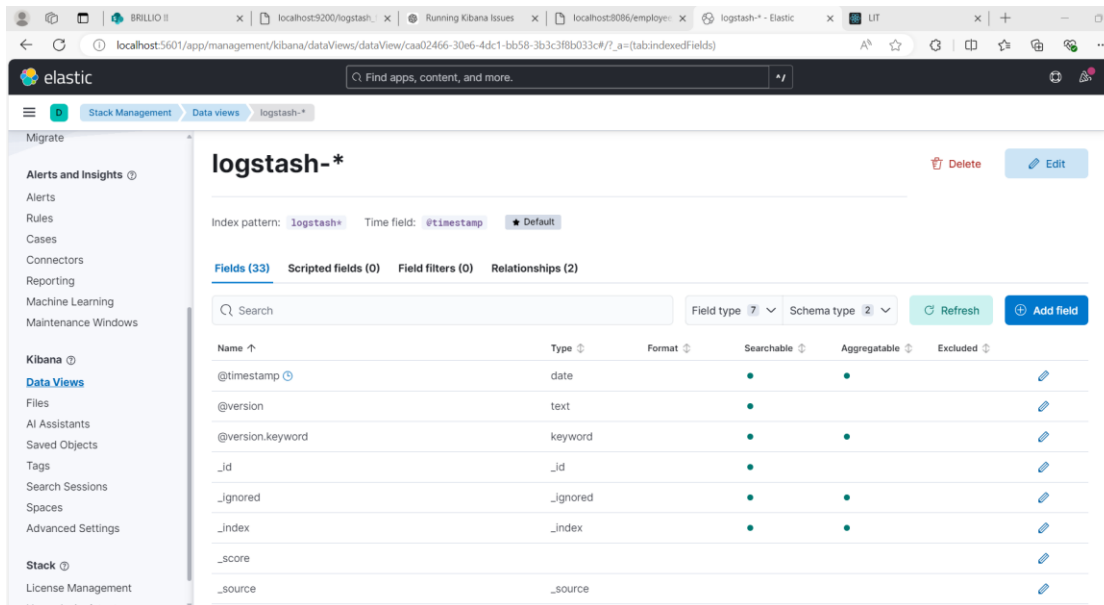 BRILLIO
localhost:9200/logstash_
Running Kibana Issues
localhost:8086/employee
logstash-* - Elastic
LIT
localhost:5601/app/management/kibana/dataViews/dataView/caa02466-30e6-4dc1-bb58-3b3c3f8b033c#/?_a=(tab:indexedFields)
elastic
Find apps, content, and more.
^/
D
Stack Management
Data views
logstash-*
Migrate
Alerts and Insights
Alerts
Rules
Cases
Connectors
Reporting
Machine Learning
Maintenance Windows
Kibana
Data Views
Files
AI Assistants
Saved Objects
Tags
Search Sessions
Spaces
Advanced Settings
Stack
License Management
logstash-*
Delete
Edit
Index pattern: logstash* Time field: @timestamp Default
Fields (33) Scripted fields (0) Field filters (0) Relationships (2)
Search
Field type 7 Schema type 2 Refresh Add field
Name Type Format Searchable Aggregatable Excluded
@timestamp date
@version text
@version.keyword keyword
_id _id
_ignored _ignored
_index _index
_score
_source _source